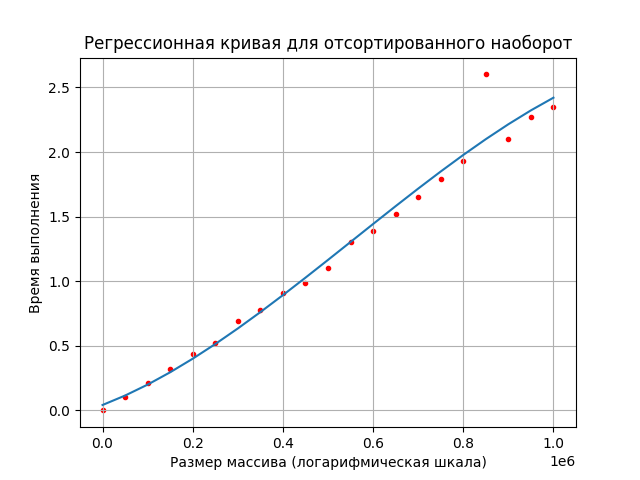 Регрессионная кривая для отсортированного наоборот
2.5
2.0
1.5
1.0
0.5
0.0
Время выполнения
0.0 0.2 0.4 0.6 0.8 1.0
1e6
Размер массива (логарифмическая шкала)